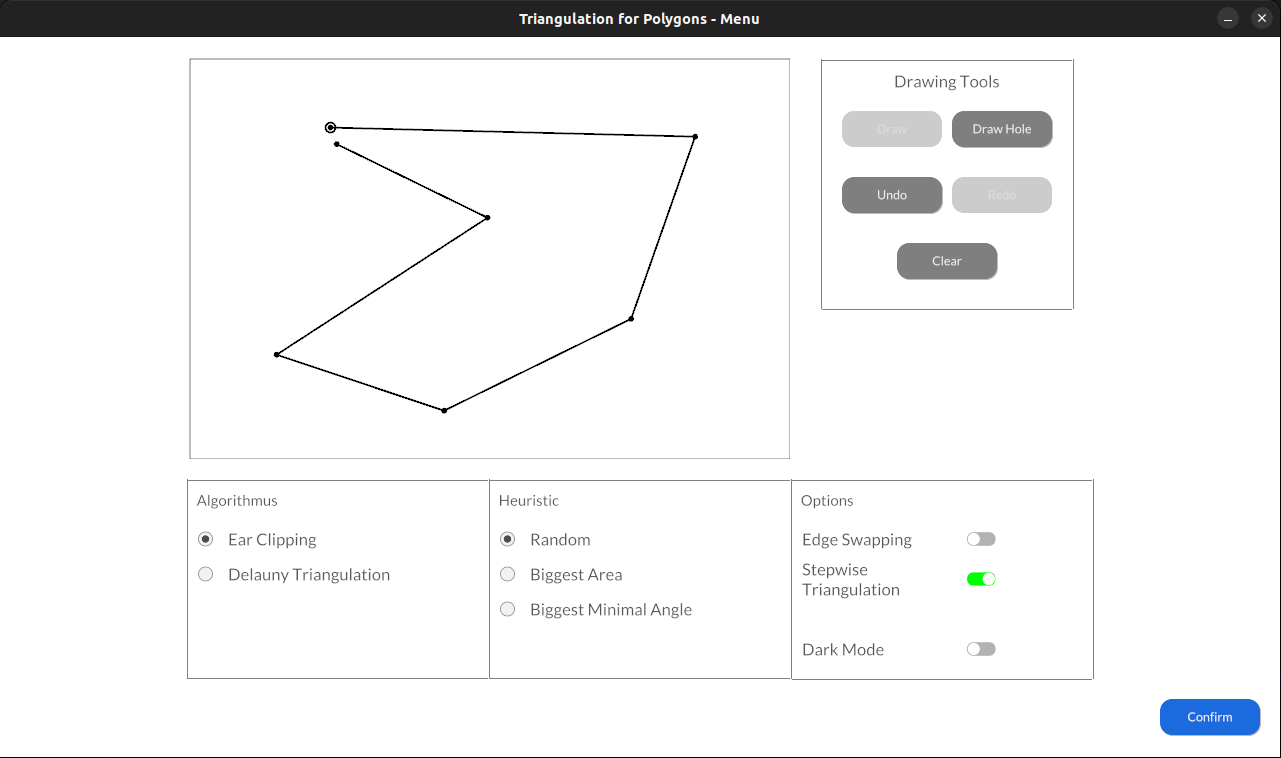 Triangulation for Polygons - Menu
Drawing Tools
Draw
Draw Hole
Undo
Redo
Clear
Algorithmus
Ear Clipping
Delauny Triangulation
Heuristic
Random
Biggest Area
Biggest Minimal Angle
Options
Edge Swapping
Stepwise
Triangulation
Dark Mode
Confirm